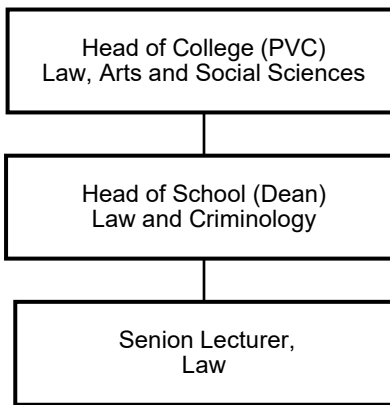 Head of College (PVC)
Law, Arts and Social Sciences
Head of School (Dean)
Law and Criminology
Senion Lecturer,
Law